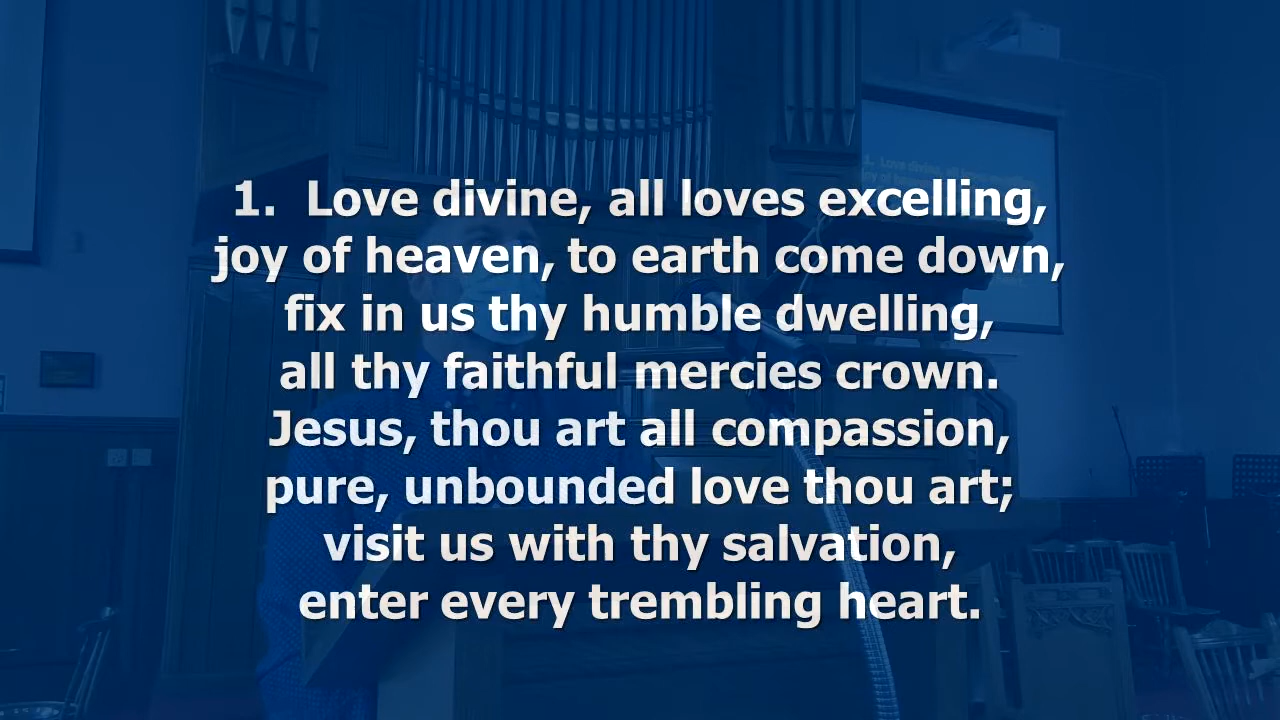 1. Love divine, all loves excelling,
joy of heaven, to earth come down,
fix in us thy humble dwelling,
all thy faithful mercies crown.
Jesus, thou art all compassion,
pure, unbounded love thou art;
visit us with thy salvation,
enter every trembling heart.